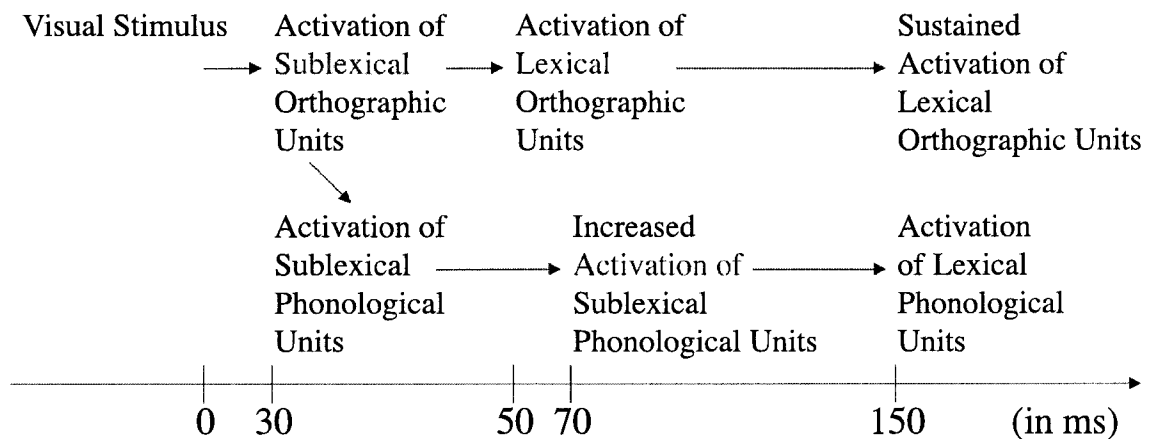 Visual Stimulus
Activation of
Sublexical
Orthographic
Units
Activation of
Lexical
Orthographic
Units
Sustained
Activation of
Lexical
Orthographic Units
Activation of
Sublexical
Phonological
Units
Increased
Activation of
Sublexical
Phonological Units
Activation
of Lexical
Phonological
Units
0 30 50 70 150 (in ms)